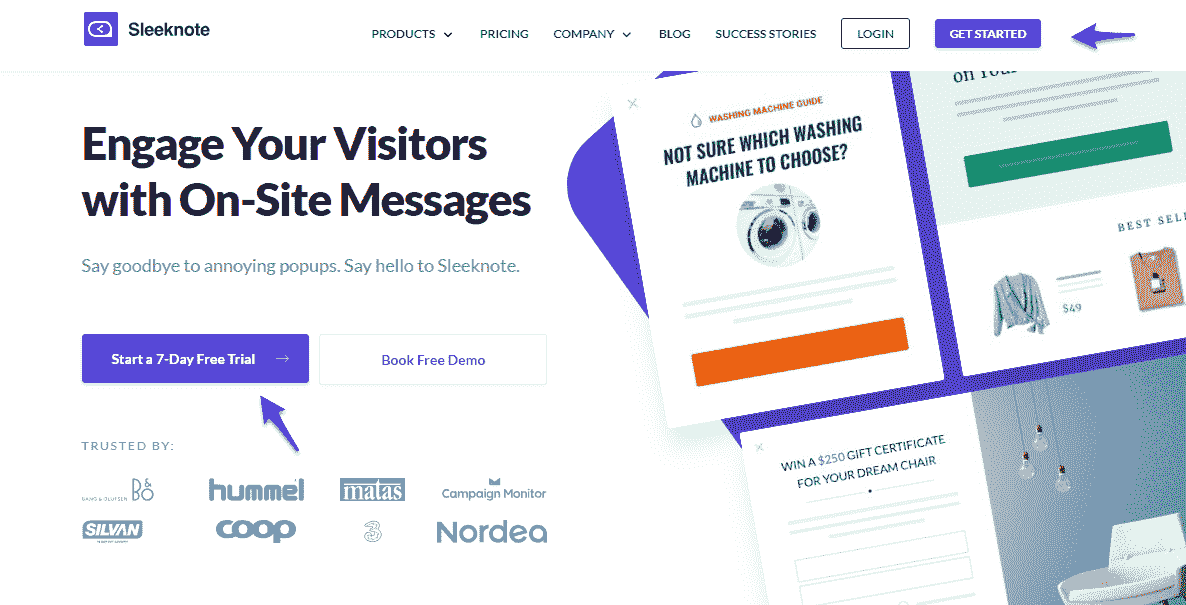 Sleeknote
PRODUCTS
PRICING
COMPANY
BLOG
SUCCESS STORIES
LOGIN
GET STARTED
Engage Your Visitors
with On-Site Messages
Say goodbye to annoying popups. Say hello to Sleeknote.
Start a 7-Day Free Trial
Book Free Demo
TRUSTED BY:
BANG & OLUFSEN B&O
hummel
matas
Campaign Monitor
SILVAN
coop
3
Nordea
WASHING MACHINE GUIDE
NOT SURE WHICH WASHING
MACHINE TO CHOOSE?
BEST SELL
$49
WIN A $250 GIFT CERTIFICATE
FOR YOUR DREAM CHAIR